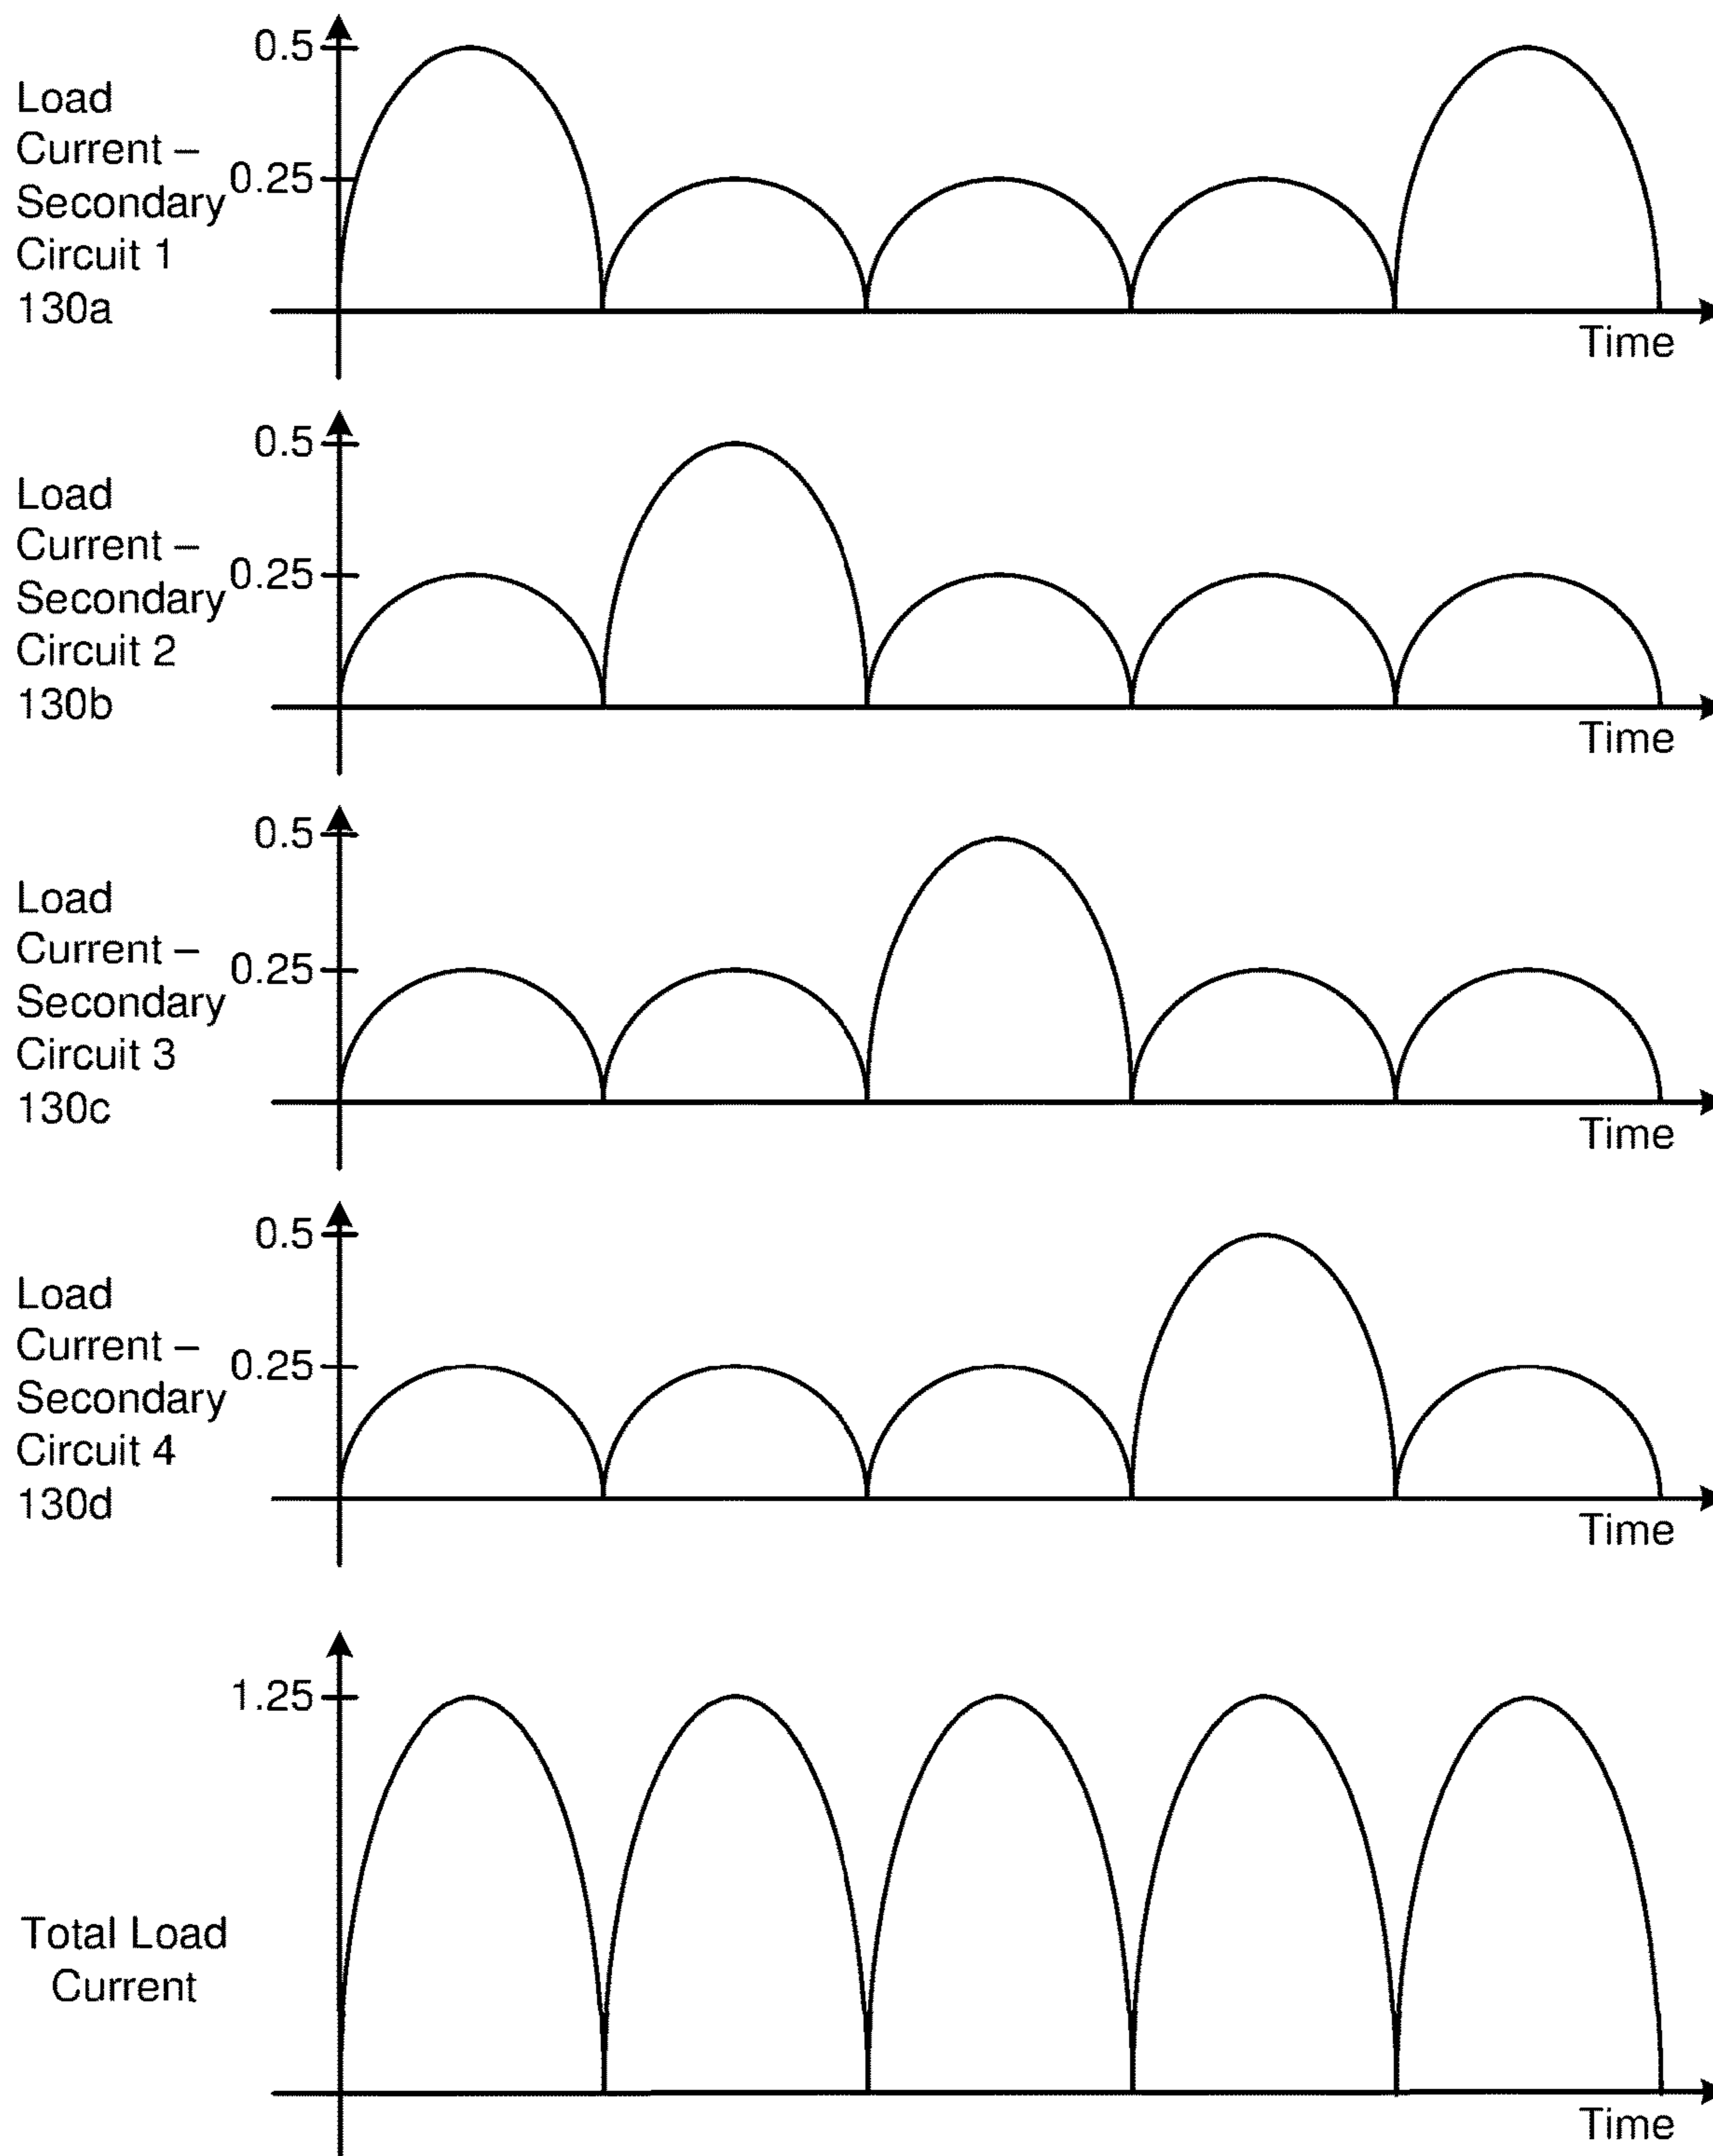 0.5
Load
Current –
Secondary
Circuit 1
130a
0.25
Time
0.5
Load
Current –
Secondary
Circuit 2
130b
0.25
Time
0.5
Load
Current –
Secondary
Circuit 3
130c
0.25
Time
0.5
Load
Current –
Secondary
Circuit 4
130d
0.25
Time
1.25
Total Load
Current
Time